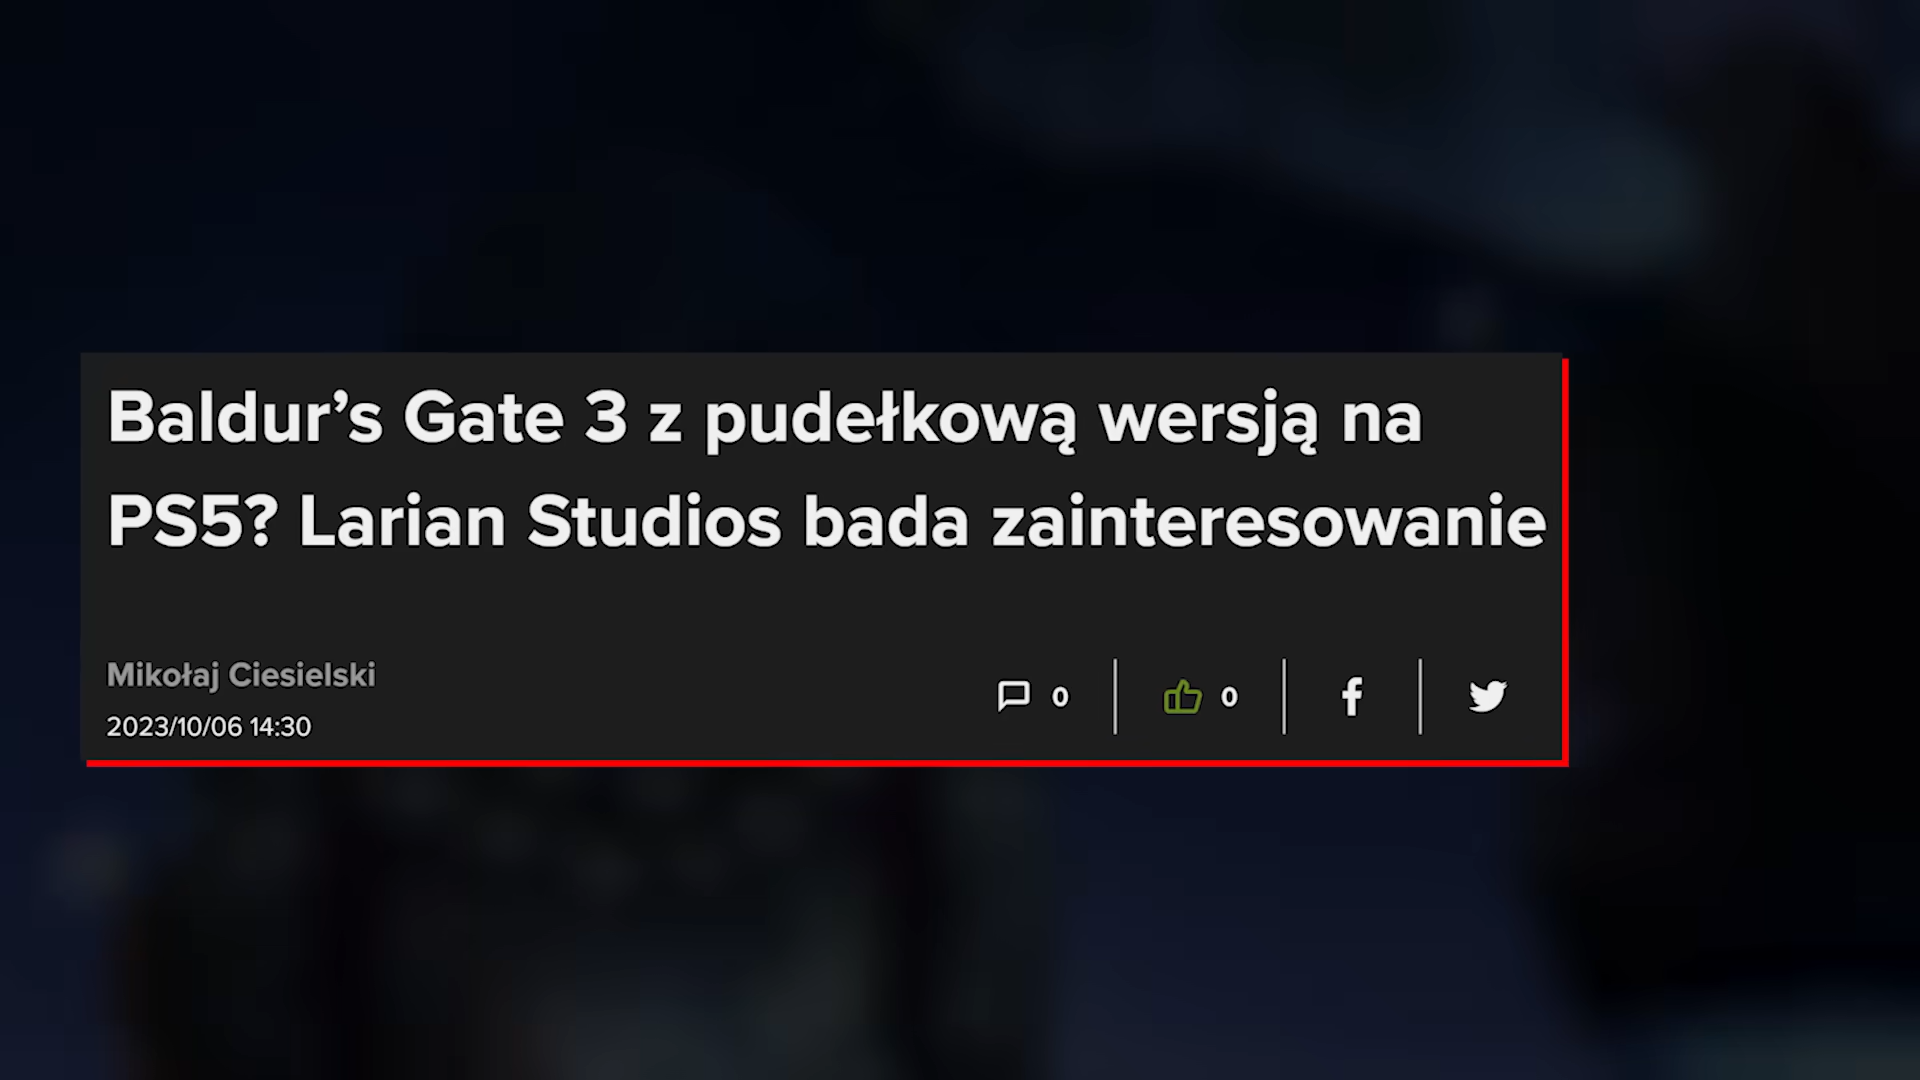 Baldur’s Gate 3 z pudełkową wersją na
PS5? Larian Studios bada zainteresowanie
Mikołaj Ciesielski
2023/10/06 14:30
0
0